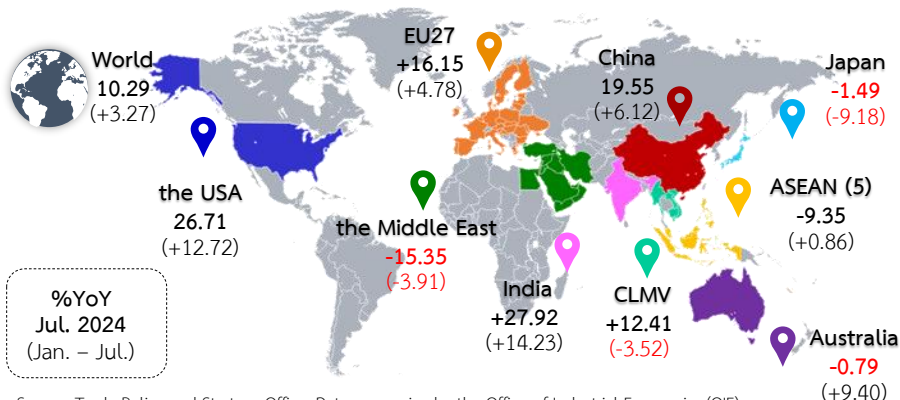 World
10.29
(+3.27)
EU27
+16.15
(+4.78)
China
19.55
(+6.12)
Japan
-1.49
(-9.18)
the USA
26.71
(+12.72)
the Middle East
-15.35
(-3.91)
ASEAN (5)
-9.35
(+0.86)
India
+27.92
(+14.23)
CLMV
+12.41
(-3.52)
Australia
-0.79
(+9.40)
%YoY
Jul. 2024
(Jan. – Jul.)